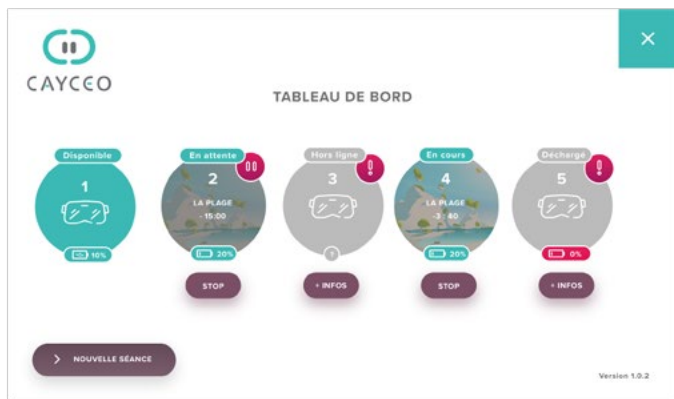 CAYCEO
TABLEAU DE BORD
Disponible
1
10%
En attente
2
LA PLAGE
- 15:00
20%
STOP
Hors ligne
3
+ INFOS
En cours
4
LA PLAGE
-3 : 40
20%
STOP
Déchargé
5
0%
+ INFOS
NOUVELLE SÉANCE
Version 1.0.2